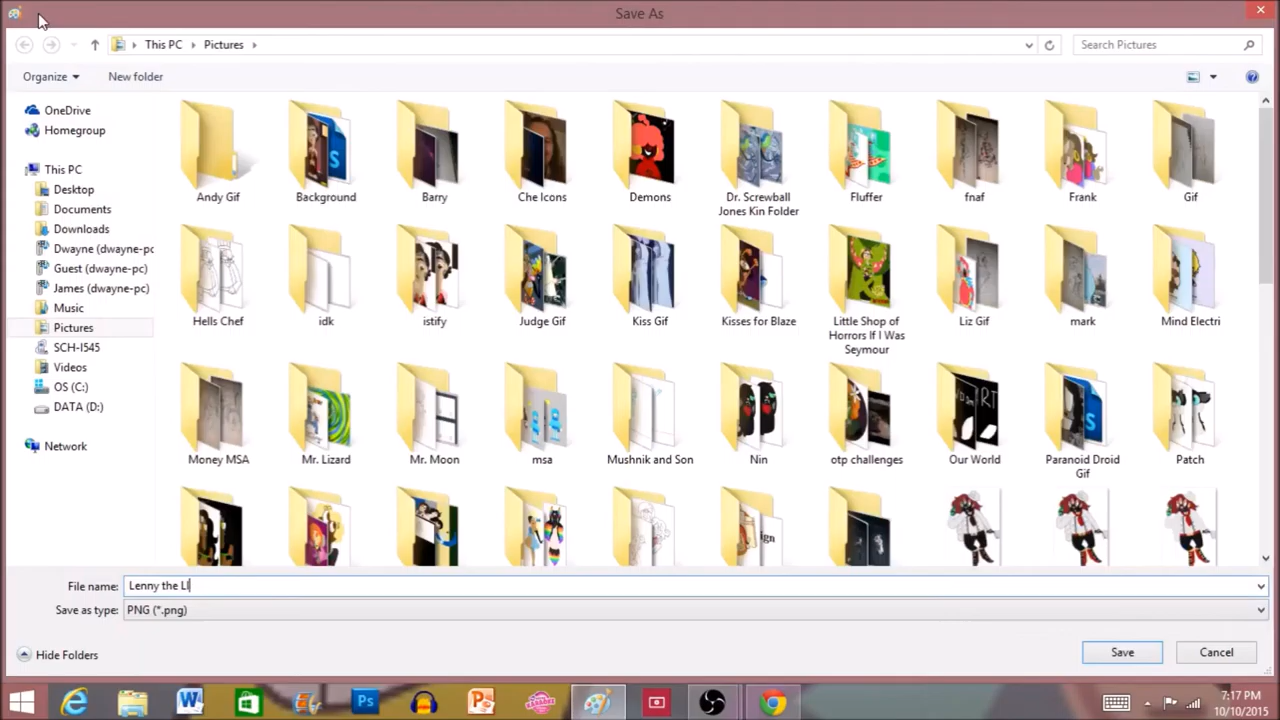 Save As
This PC
Pictures
Search Pictures
Organize
New folder
OneDrive
Homegroup
This PC
Desktop
Documents
Downloads
Dwayne (dwayne-pc
Guest (dwayne-pc)
James (dwayne-pc)
Music
Pictures
SCH-I545
Videos
OS (C:)
DATA (D:)
Network
Andy Gif
Background
Barry
Che Icons
Demons
Dr. Screwball
Jones Kin Folder
Fluffer
fnaf
Frank
Gif
Hells Chef
idk
istify
Judge Gif
Kiss Gif
Kisses for Blaze
Little Shop of
Horrors If I Was
Seymour
Liz Gif
mark
Mind Electri
Money MSA
Mr. Lizard
Mr. Moon
msa
Mushnik and Son
Nin
otp challenges
Our World
Paranoid Droid
Gif
Patch
File name: Lenny the LI
Save as type: PNG (*.png)
Hide Folders
Save
Cancel
7:17 PM
10/10/2015